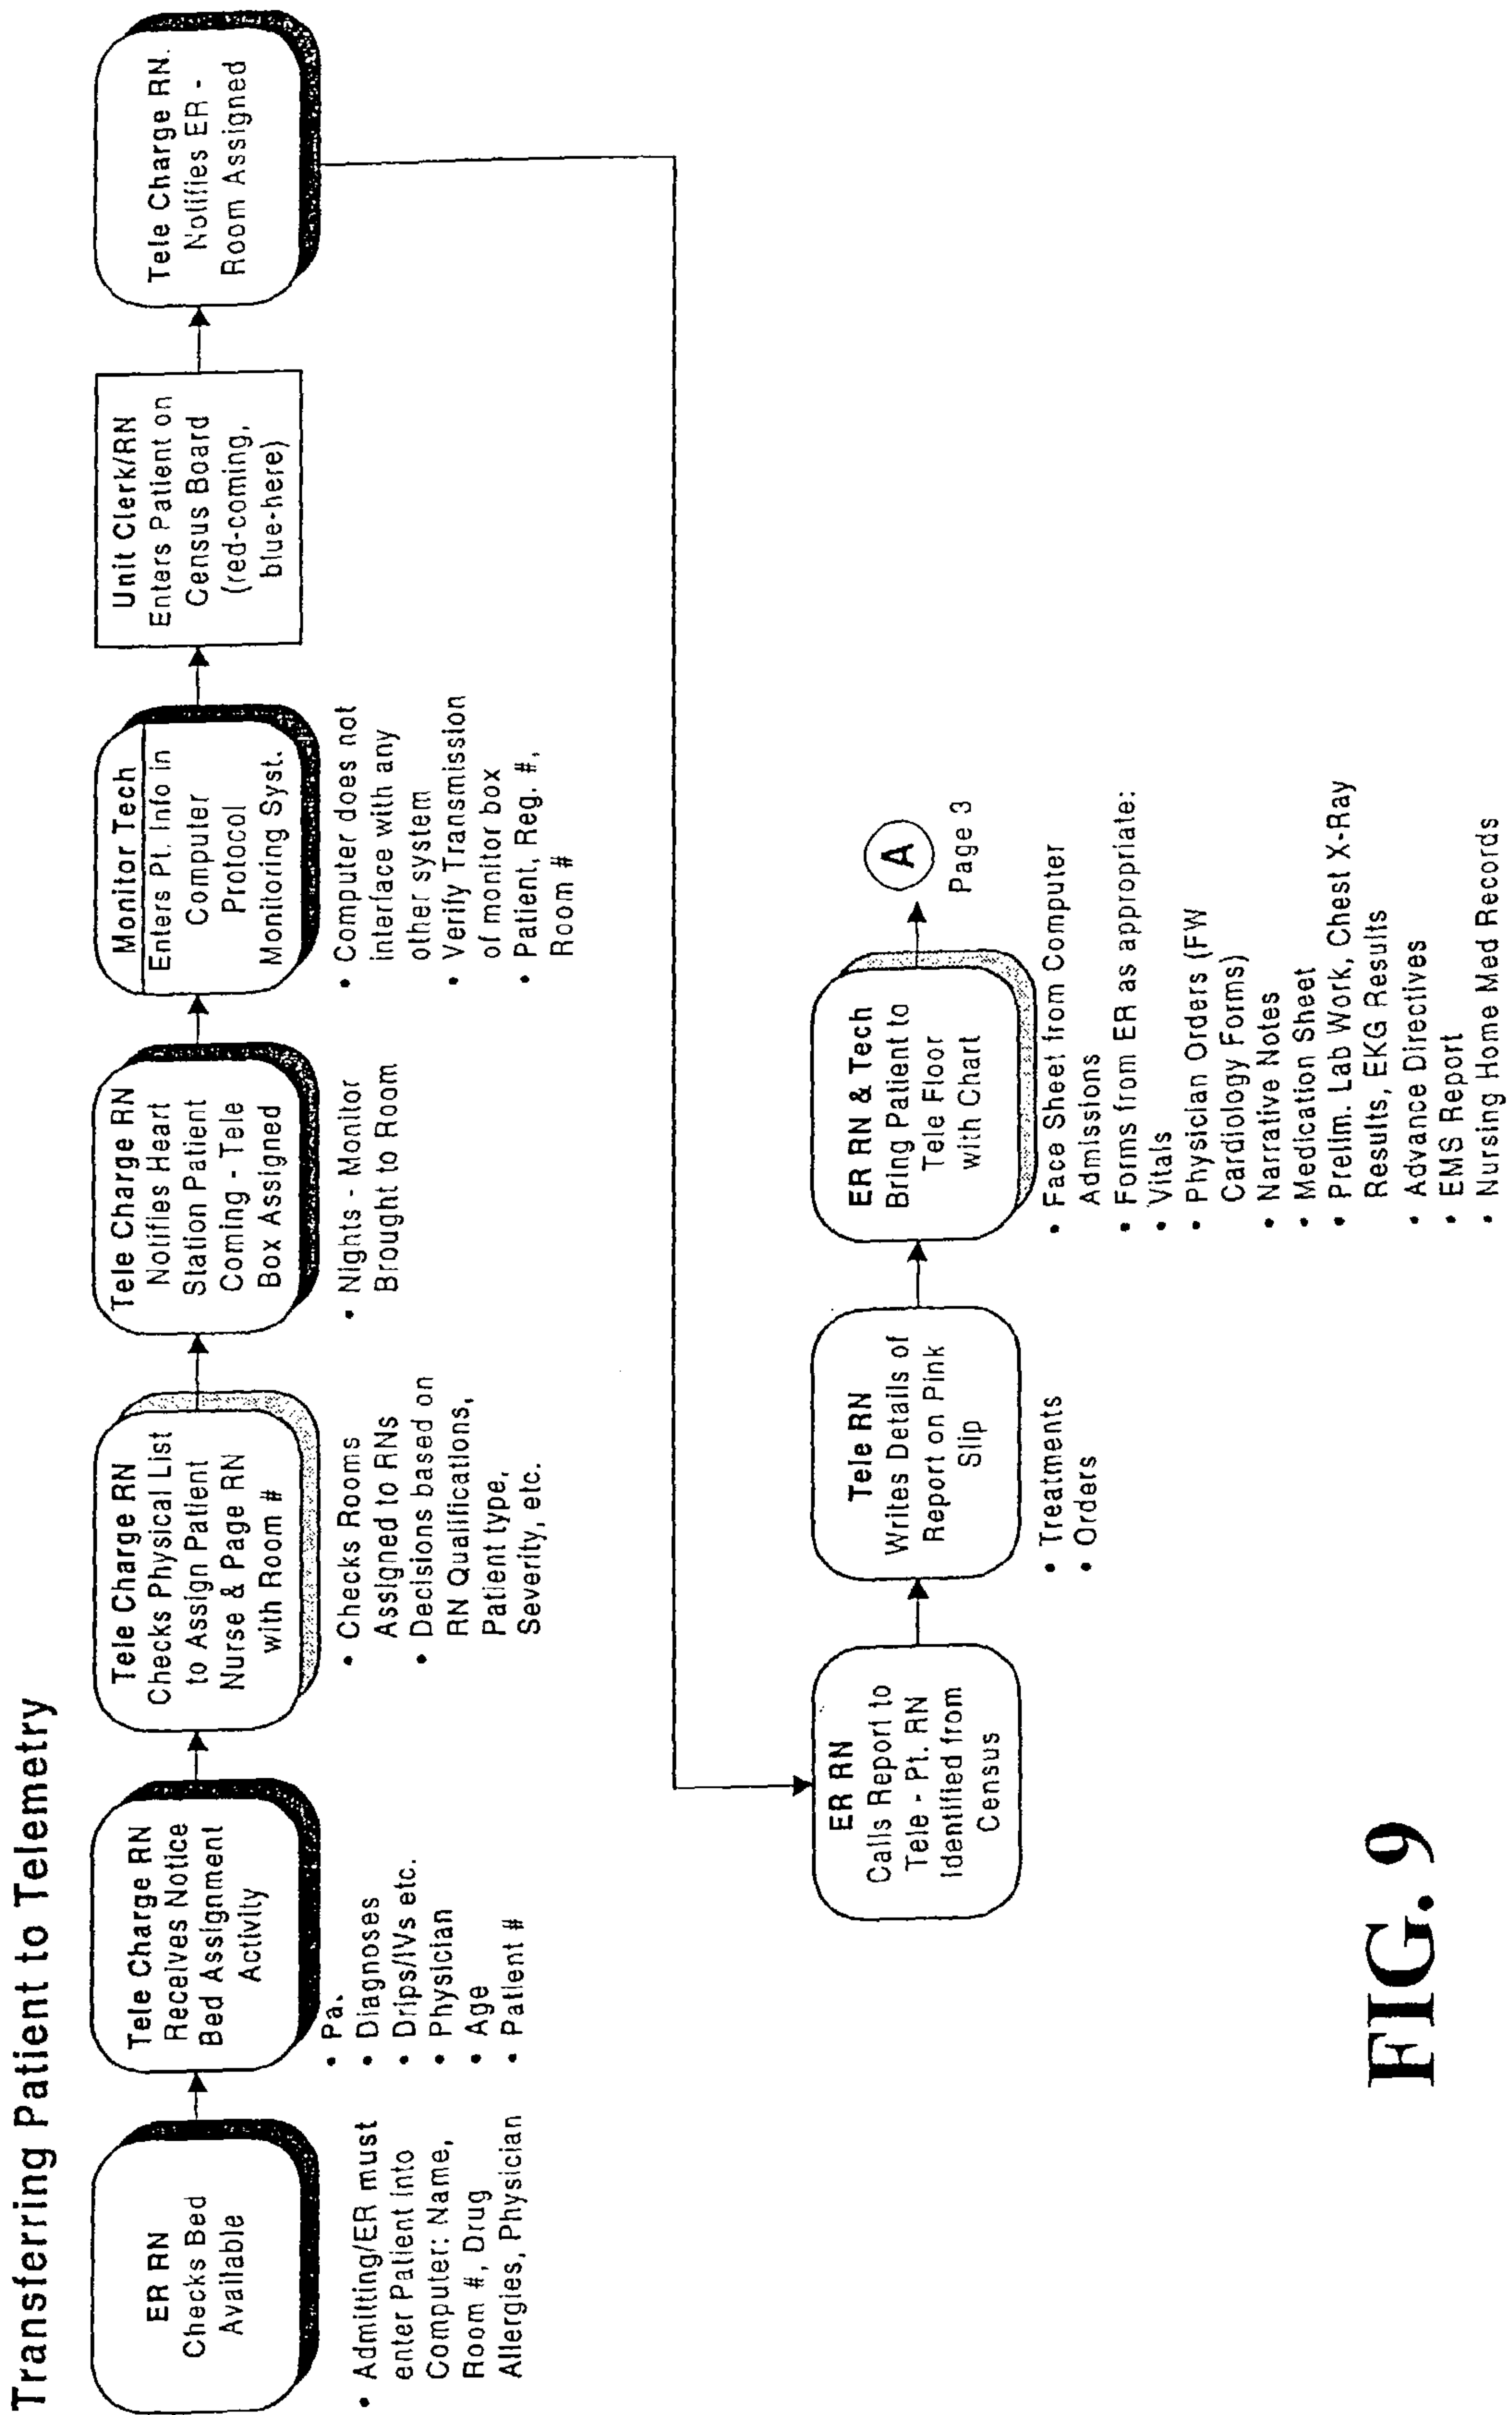 Transferring Patient to Telemetry
ER RN
Checks Bed
Available
• Admitting/ER must
enter Patient into
Computer: Name,
Room #, Drug
Allergies, Physician
Tele Charge RN
Receives Notice
Bed Assignment
Activity
• Pa.
• Diagnoses
• Drips/IVs etc.
• Physician
• Age
• Patient #
Tele Charge RN
Checks Physical List
to Assign Patient
Nurse & Page RN
with Room #
• Checks Rooms
Assigned to RNs
• Decisions based on
RN Qualifications,
Patient type,
Severity, etc.
Tele Charge RN
Notifies Heart
Station Patient
Coming - Tele
Box Assigned
• Nights - Monitor
Brought to Room
Monitor Tech
Enters Pt. Info in
Computer
Protocol
Monitoring Syst.
• Computer does not
interface with any
other system
• Verify Transmission
of monitor box
• Patient, Reg. #,
Room #
Unit Clerk/RN
Enters Patient on
Census Board
(red-coming,
blue-here)
Tele Charge RN.
Notifies ER -
Room Assigned
ER RN
Calls Report to
Tele - Pt. RN
Identified from
Census
Tele RN
Writes Details of
Report on Pink
Slip
• Treatments
• Orders
ER RN & Tech
Bring Patient to
Tele Floor
with Chart
• Face Sheet from Computer
Admissions
• Forms from ER as appropriate:
• Vitals
• Physician Orders (FW
Cardiology Forms)
• Narrative Notes
• Medication Sheet
• Prelim. Lab Work, Chest X-Ray
Results, EKG Results
• Advance Directives
• EMS Report
• Nursing Home Med Records
A
Page 3
FIG. 9